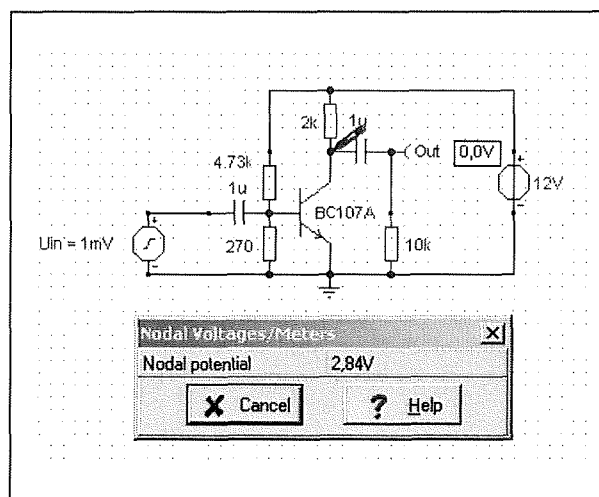 2k
1u
Out
0,0V
4.73k
12V
1u
BC107A
Uin = 1mV
270
10k
Nodal Voltages/Meters
Nodal potential 2,84V
Cancel
? Help